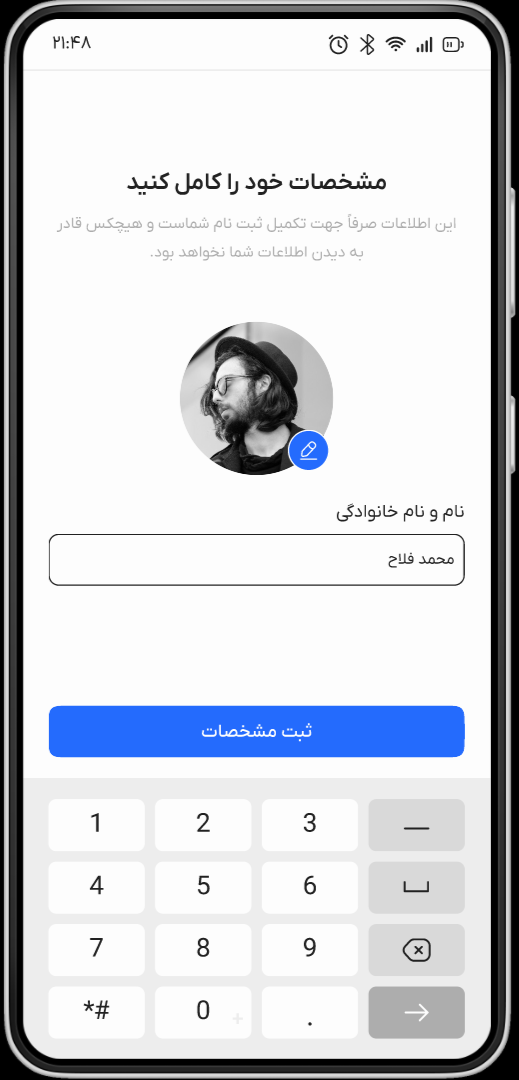 ۲۱:۴۸
مشخصات خود را کامل کنید
این اطلاعات صرفاً جهت تکمیل ثبت نام شماست و هیچکس قادر
به دیدن اطلاعات شما نخواهد بود.
نام و نام خانوادگی
محمد فلاح
ثبت مشخصات
1 2 3
4 5 6
7 8 9
*# 0 + .